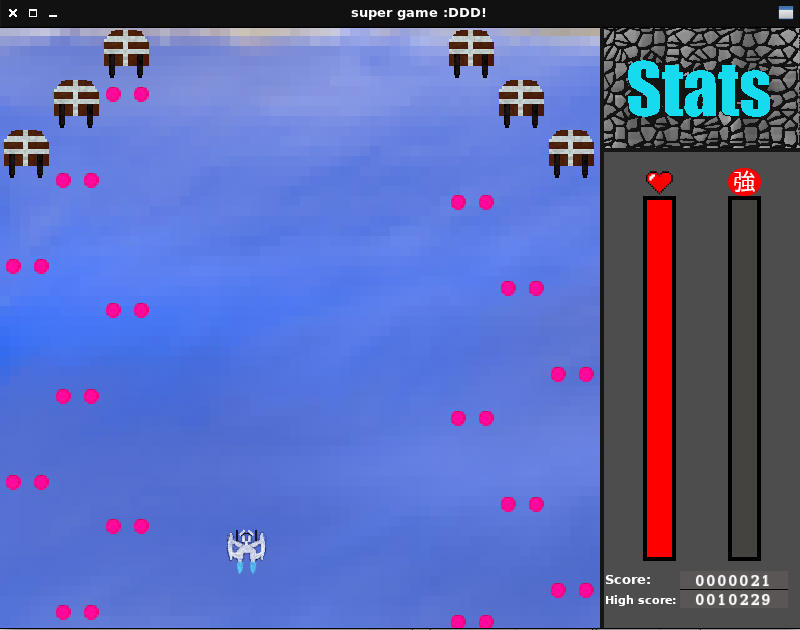 super game :DDD!
Stats
強
Score: 0000021
High score: 0010229